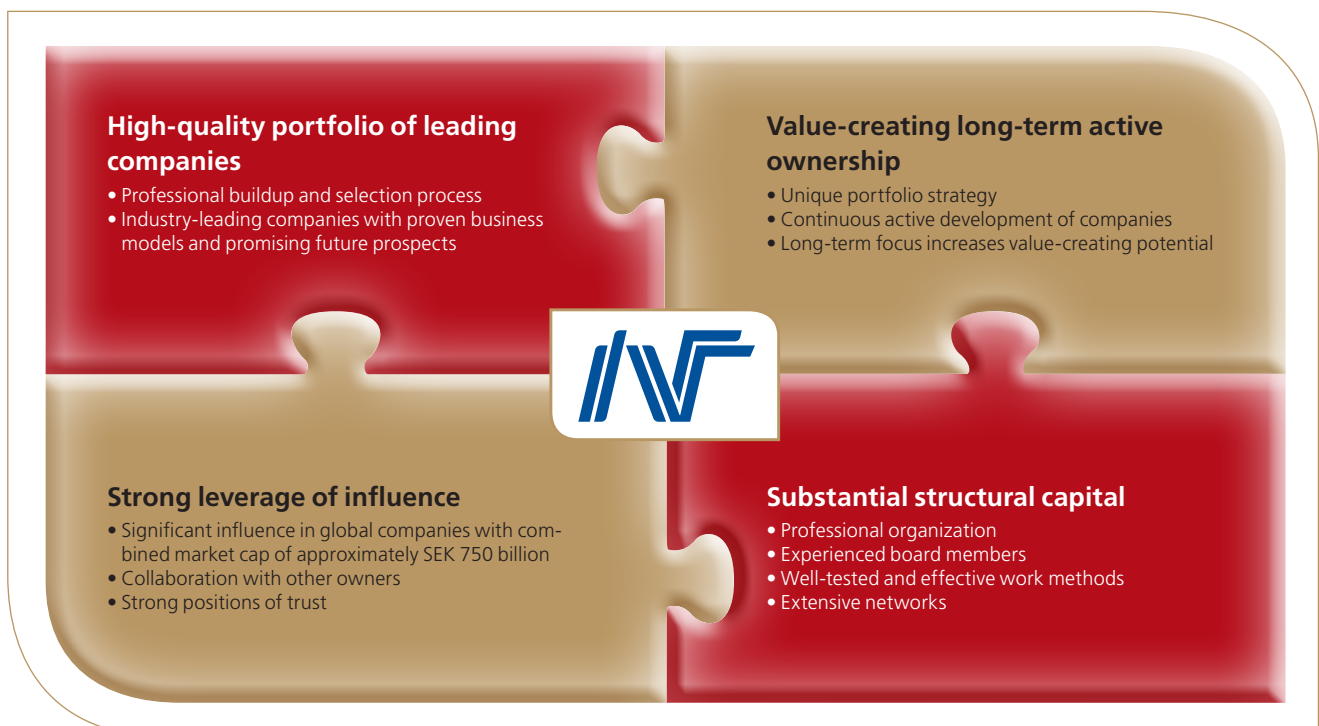 High-quality portfolio of leading
companies
• Professional buildup and selection process
• Industry-leading companies with proven business
models and promising future prospects
Value-creating long-term active
ownership
• Unique portfolio strategy
• Continuous active development of companies
• Long-term focus increases value-creating potential
Strong leverage of influence
• Significant influence in global companies with com-
bined market cap of approximately SEK 750 billion
• Collaboration with other owners
• Strong positions of trust
Substantial structural capital
• Professional organization
• Experienced board members
• Well-tested and effective work methods
• Extensive networks